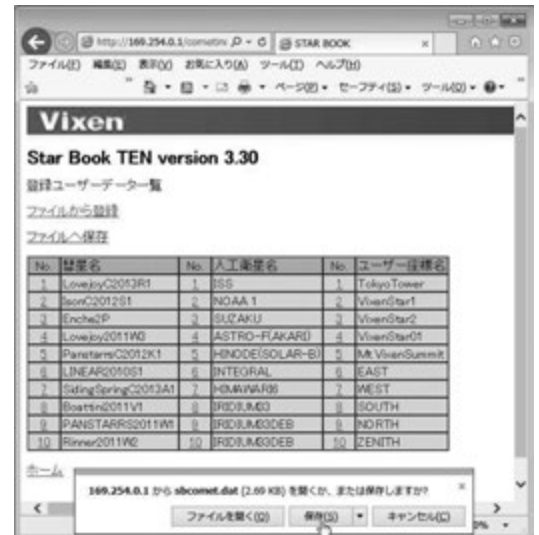 http://169.254.0.1/cometinc
STAR BOOK
ファイル(F) 編集(E) 表示(V) お気に入り(A) ツール(T) ヘルプ(H)
ページ(P) セーフティ(S) ツール(O)
Vixen
Star Book TEN version 3.30
登録ユーザーデータ一覧
ファイルから登録
ファイルへ保存
No. 彗星名 No. 人工衛星名 No. ユーザー座標名
1 LovejoyC2013R1 1 ISS 1 TokyoTower
2 IsonC2012S1 2 NOAA 1 2 VixenStar1
3 Enche2P 3 SUZAKU 3 VixenStar2
4 Lovejoy2011W3 4 ASTRO-F(AKARI) 4 VixenStar01
5 PanstarrsC2012K1 5 HINODE(SOLAR-B) 5 Mt.VixenSummit
6 LINEAR2010S1 6 INTEGRAL 6 EAST
7 SidingSpringC2013A1 7 HIMAWARI6 7 WEST
8 Boattini2011V1 8 IRIDIUM33 8 SOUTH
9 PANSTARRS2011W1 9 IRIDIUM33DEB 9 NORTH
10 Rinner2011W2 10 IRIDIUM33DEB 10 ZENITH
ホーム
169.254.0.1 から sbcomet.dat (2.69 KB) を開くか、または保存しますか?
ファイルを開く(O) 保存(S) キャンセル(C)